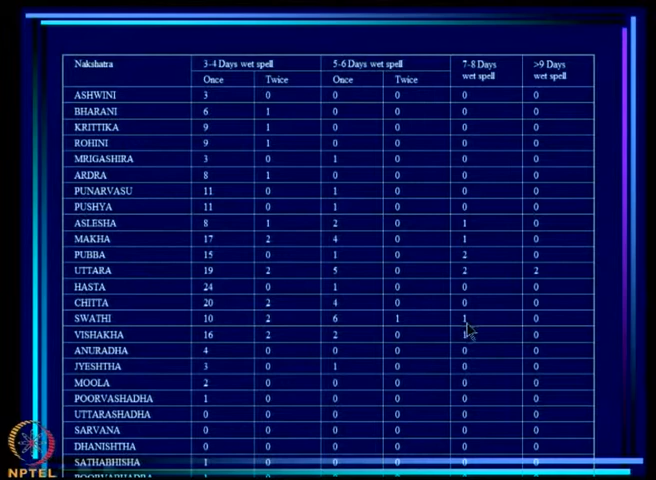 Nakshatra 3-4 Days wet spell 5-6 Days wet spell 7-8 Days wet spell >9 Days wet spell
Once Twice Once Twice
ASHWINI 3 0 0 0 0 0
BHARANI 6 1 0 0 0 0
KRITTIKA 9 1 0 0 0 0
ROHINI 9 1 0 0 0 0
MRIGASHIRA 3 0 1 0 0 0
ARDRA 8 1 0 0 0 0
PUNARVASU 11 0 1 0 0 0
PUSHYA 11 0 1 0 0 0
ASLESHA 8 1 2 0 1 0
MAKHA 17 2 4 0 1 0
PUBBA 15 0 1 0 2 0
UTTARA 19 2 5 0 2 2
HASTA 24 0 1 0 0 0
CHITTA 20 2 4 0 0 0
SWATHI 10 2 6 1 1 0
VISHAKHA 16 2 2 0 1 0
ANURADHA 4 0 0 0 0 0
JYESHTHA 3 0 1 0 0 0
MOOLA 2 0 0 0 0 0
POORVASHADHA 1 0 0 0 0 0
UTTARASHADHA 0 0 0 0 0 0
SARVANA 0 0 0 0 0 0
DHANISHTHA 0 0 0 0 0 0
SATHABHISHA 1 0 0 0 0 0
NPTEL